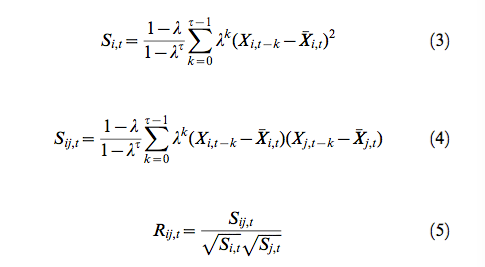 $S_{i,t} = \frac{1-\lambda}{1-\lambda^{\tau}} \sum_{k=0}^{\tau-1} \lambda^{k} (X_{i,t-k} - \bar{X}_{i,t})^{2}$ (3)
$S_{ij,t} = \frac{1-\lambda}{1-\lambda^{\tau}} \sum_{k=0}^{\tau-1} \lambda^{k} (X_{i,t-k} - \bar{X}_{i,t})(X_{j,t-k} - \bar{X}_{j,t})$ (4)
$R_{ij,t} = \frac{S_{ij,t}}{\sqrt{S_{i,t}}\sqrt{S_{j,t}}}$ (5)